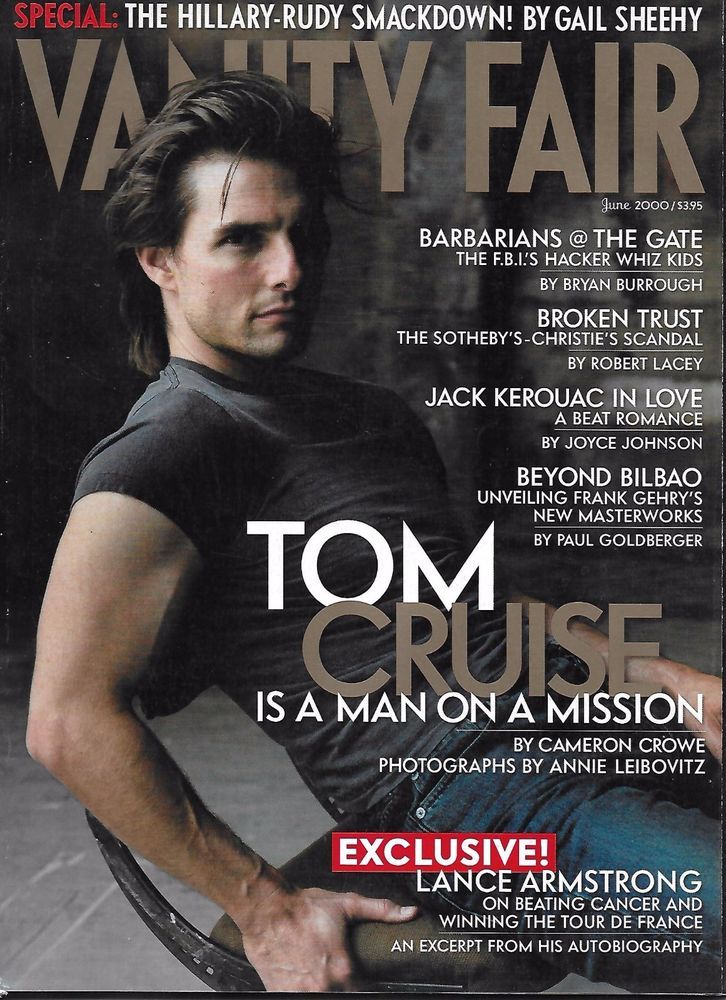 SPECIAL: THE HILLARY-RUDY SMACKDOWN! BY GAIL SHEEHY
VANITY FAIR
June 2000/$3.95
BARBARIANS @ THE GATE
THE F.B.I.'S HACKER WHIZ KIDS
BY BRYAN BURROUGH
BROKEN TRUST
THE SOTHEBY'S-CHRISTIE'S SCANDAL
BY ROBERT LACEY
JACK KEROUAC IN LOVE
A BEAT ROMANCE
BY JOYCE JOHNSON
BEYOND BILBAO
UNVEILING FRANK GEHRY'S
NEW MASTERWORKS
BY PAUL GOLDBERGER
TOM
CRUISE
IS A MAN ON A MISSION
BY CAMERON CROWE
PHOTOGRAPHS BY ANNIE LEIBOVITZ
EXCLUSIVE!
LANCE ARMSTRONG
ON BEATING CANCER AND
WINNING THE TOUR DE FRANCE
AN EXCERPT FROM HIS AUTOBIOGRAPHY